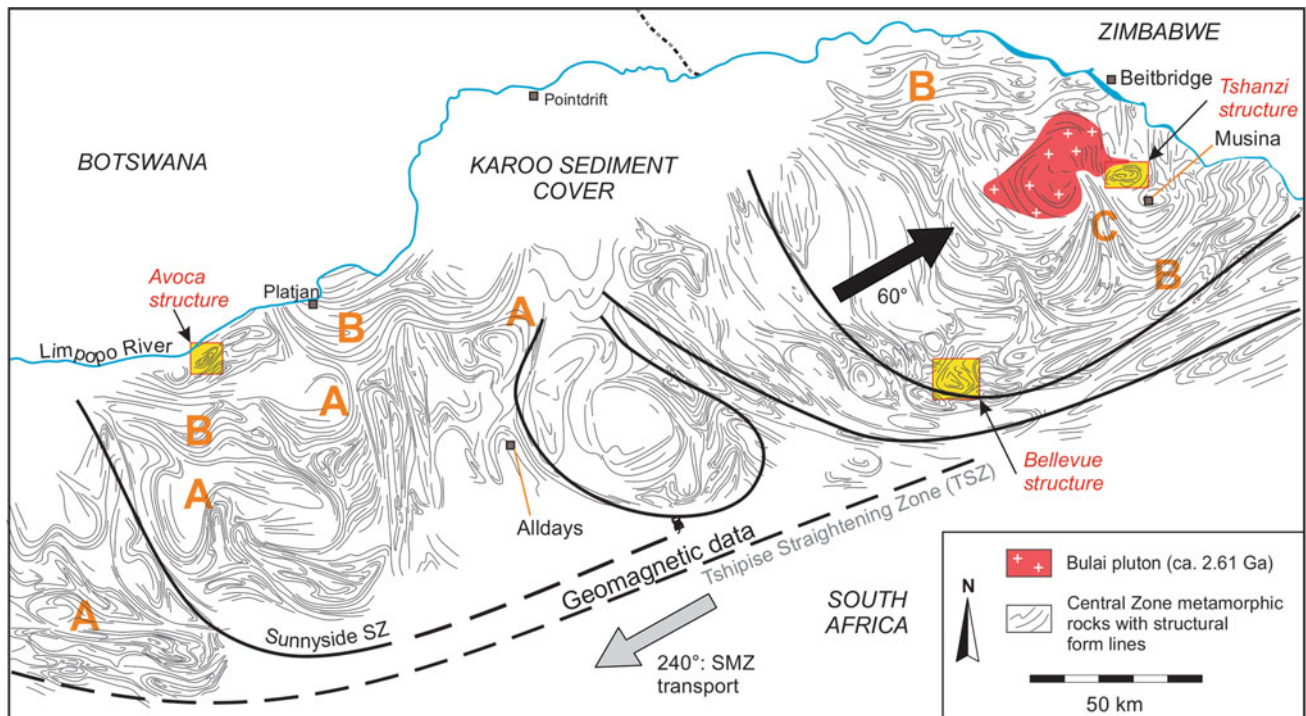 ZIMBABWE
Beitbridge
Tshanzi
structure
Musina
B
Pointdrift
BOTSWANA
KAROO SEDIMENT
COVER
C
B
60°
Avoca
structure
Platjan
A
B
Limpopo River
A
B
A
Alldays
Bellevue
structure
Geomagnetic data
Tshipise Straightening Zone (TSZ)
A
Sunnyside SZ
SOUTH
AFRICA
240°: SMZ
transport
N
Bulai pluton (ca. 2.61 Ga)
Central Zone metamorphic
rocks with structural
form lines
50 km